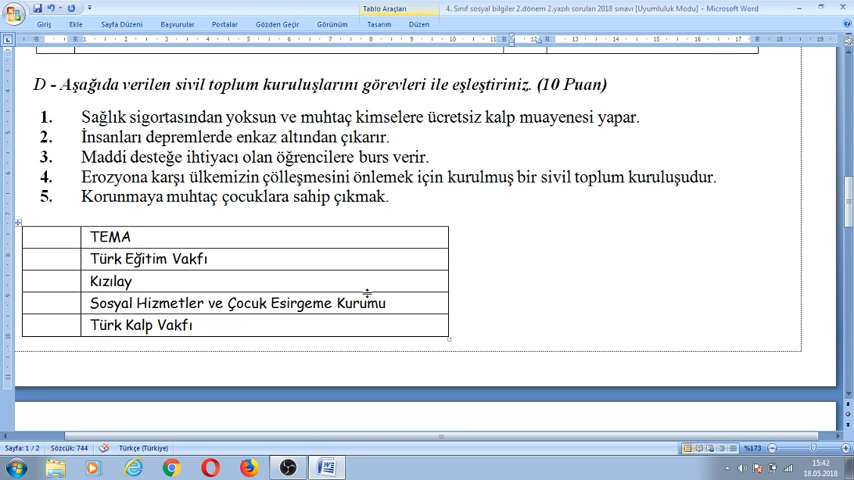 Tablo Araçları
4. Sınıf sosyal bilgiler 2.dönem 2.yazılı soruları 2018 sınavı [Uyumluluk Modu] - Microsoft Word
Giriş Ekle Sayfa Düzeni Başvurular Postalar Gözden Geçir Görünüm Tasarım Düzen
D - Aşağıda verilen sivil toplum kuruluşlarını görevleri ile eşleştiriniz. (10 Puan)
1. Sağlık sigortasından yoksun ve muhtaç kimselere ücretsiz kalp muayenesi yapar.
2. İnsanları depremlerde enkaz altından çıkarır.
3. Maddi desteğe ihtiyacı olan öğrencilere burs verir.
4. Erozyona karşı ülkemizin çölleşmesini önlemek için kurulmuş bir sivil toplum kuruluşudur.
5. Korunmaya muhtaç çocuklara sahip çıkmak.
TEMA
Türk Eğitim Vakfı
Kızılay
Sosyal Hizmetler ve Çocuk Esirgeme Kurumu
Türk Kalp Vakfı
Sayfa: 1 / 2 Sözcük: 744 Türkçe (Türkiye) %173
15:42
18.05.2018